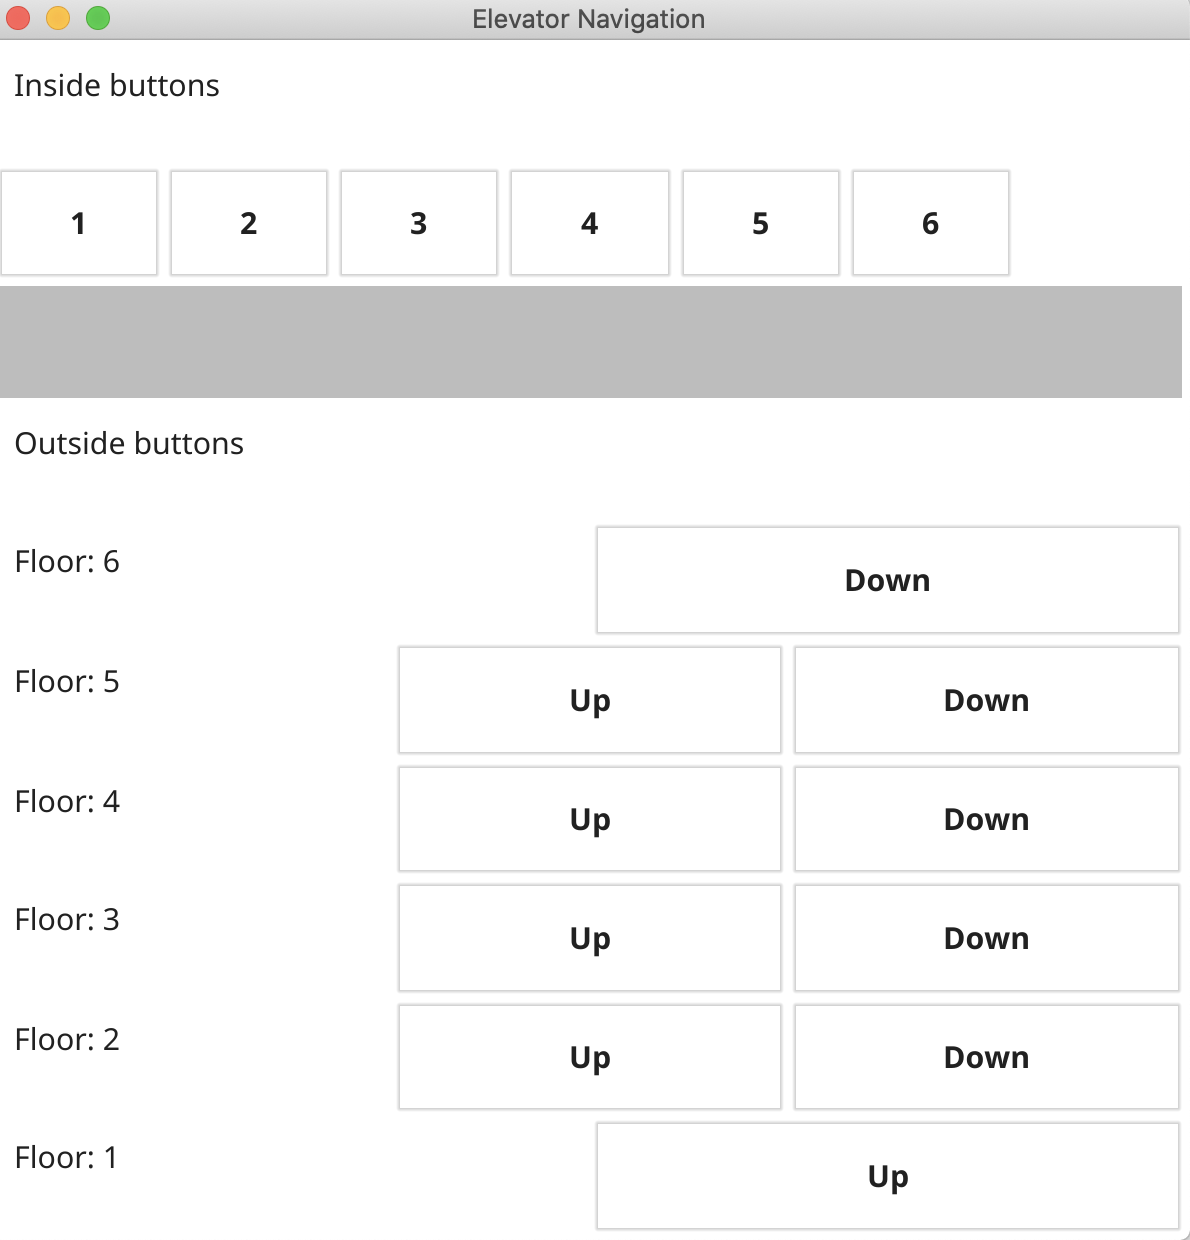 Elevator Navigation
Inside buttons
1 2 3 4 5 6
Outside buttons
Floor: 6 Down
Floor: 5 Up Down
Floor: 4 Up Down
Floor: 3 Up Down
Floor: 2 Up Down
Floor: 1 Up